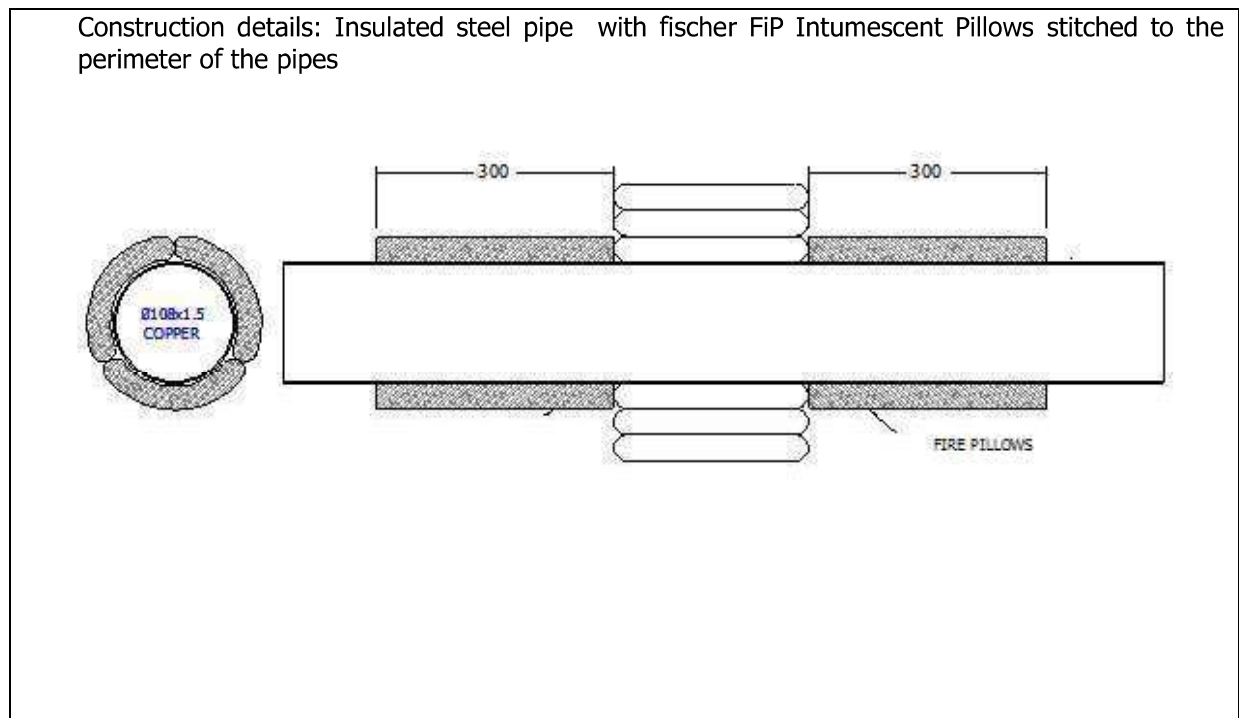 Construction details: Insulated steel pipe with fischer FiP Intumescent Pillows stitched to the
perimeter of the pipes
300
300
Ø108x1.5
COPPER
FIRE PILLOWS